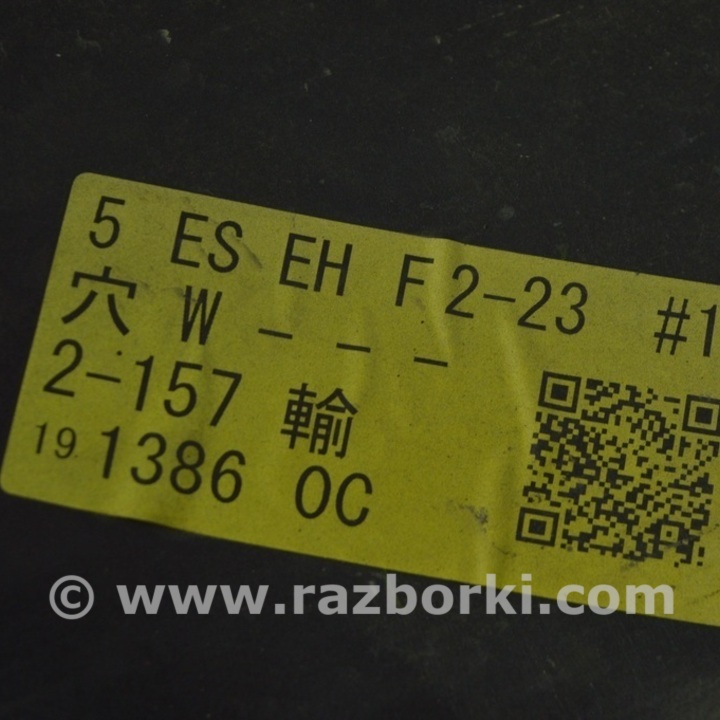 5 ES EH F2-23 #1
穴 W - - -
2-157 輸
19 1386 OC
© www.razborki.com